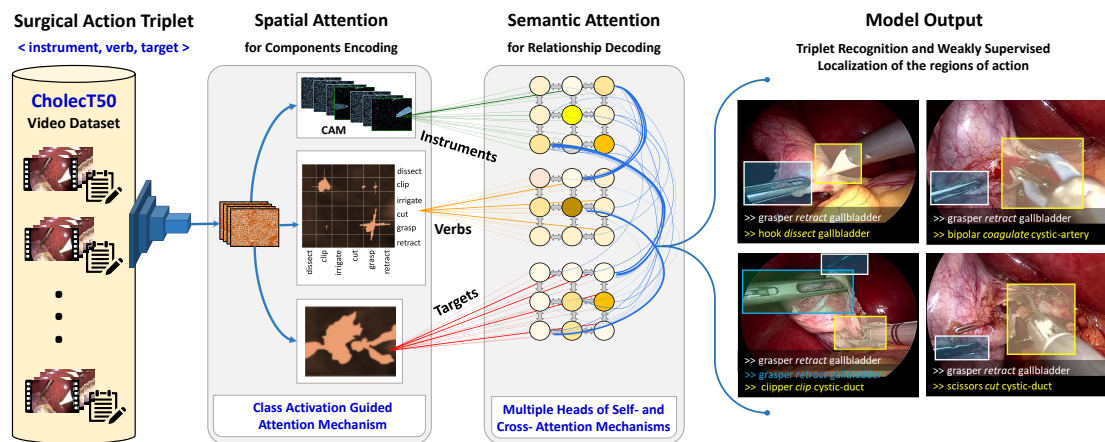 Surgical Action Triplet
< instrument, verb, target >
CholecT50
Video Dataset
Spatial Attention
for Components Encoding
CAM
dissect
clip
irrigate
cut
grasp
retract
dissect
clip
irrigate
cut
grasp
retract
Class Activation Guided
Attention Mechanism
Instruments
Verbs
Targets
Semantic Attention
for Relationship Decoding
Multiple Heads of Self- and
Cross- Attention Mechanisms
Model Output
Triplet Recognition and Weakly Supervised
Localization of the regions of action
>> grasper retract gallbladder
>> hook dissect gallbladder
>> grasper retract gallbladder
>> bipolar coagulate cystic-artery
>> grasper retract gallbladder
>> grasper retract gallbladder
>> clipper clip cystic-duct
>> grasper retract gallbladder
>> scissors cut cystic-duct